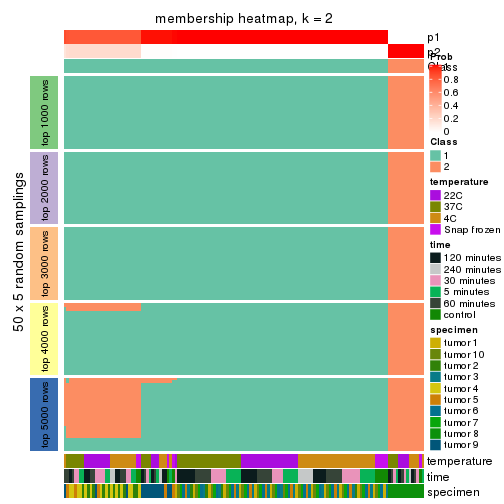 membership heatmap, k = 2
50 x 5 random samplings
top 1000 rows
top 2000 rows
top 3000 rows
top 4000 rows
top 5000 rows
p1
p2
Class
temperature
time
specimen
Prob
0.8
0.6
0.4
0.2
0
Class
1
2
temperature
22C
37C
4C
Snap frozen
time
120 minutes
240 minutes
30 minutes
5 minutes
60 minutes
control
specimen
tumor 1
tumor 10
tumor 2
tumor 3
tumor 4
tumor 5
tumor 6
tumor 7
tumor 8
tumor 9